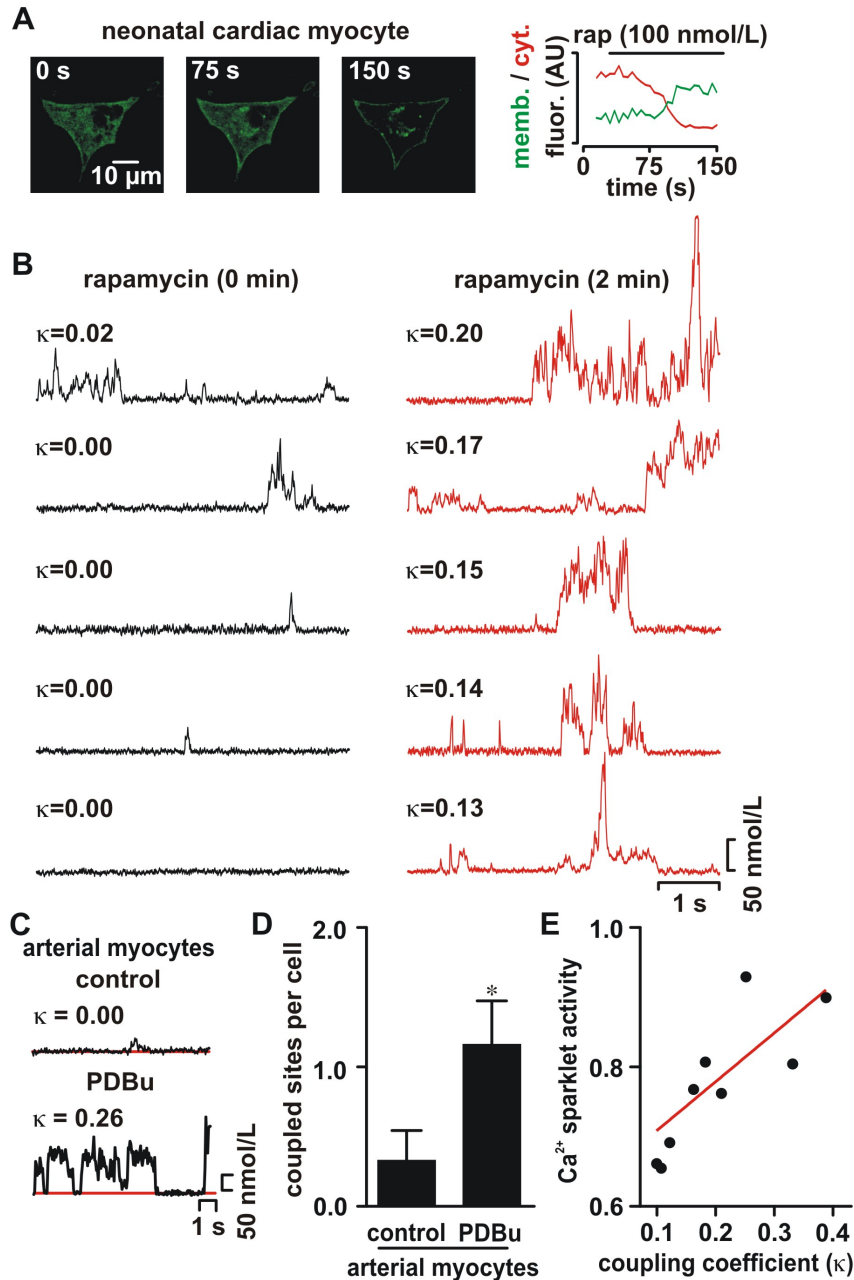 A
neonatal cardiac myocyte
0 s
75 s
150 s
10 µm
rap (100 nmol/L)
memb. / cyt.
fluor. (AU)
0 75 150
time (s)
B
rapamycin (0 min)
rapamycin (2 min)
κ=0.02
κ=0.20
κ=0.00
κ=0.17
κ=0.00
κ=0.15
κ=0.00
κ=0.14
κ=0.00
κ=0.13
50 nmol/L
1 s
C
arterial myocytes
control
κ = 0.00
PDBu
κ = 0.26
50 nmol/L
1 s
D
coupled sites per cell
2.0
1.0
0.0
*
control PDBu
arterial myocytes
E
Ca²⁺ sparklet activity
1.0
0.8
0.6
0.1 0.2 0.3 0.4
coupling coefficient (κ)